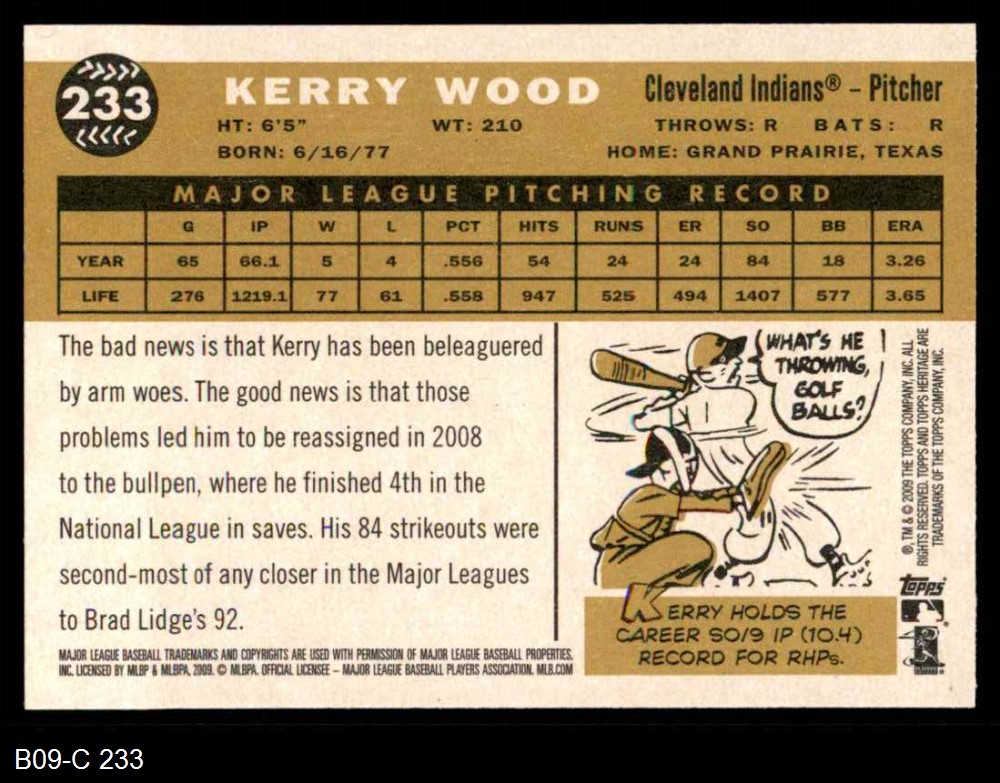 233
KERRY WOOD
Cleveland Indians® – Pitcher
HT: 6'5" WT: 210
THROWS: R BATS: R
BORN: 6/16/77
HOME: GRAND PRAIRIE, TEXAS
MAJOR LEAGUE PITCHING RECORD
G IP W L PCT HITS RUNS ER SO BB ERA
YEAR 65 66.1 5 4 .556 54 24 24 84 18 3.26
LIFE 276 1219.1 77 61 .558 947 525 494 1407 577 3.65
The bad news is that Kerry has been beleaguered
by arm woes. The good news is that those
problems led him to be reassigned in 2008
to the bullpen, where he finished 4th in the
National League in saves. His 84 strikeouts were
second-most of any closer in the Major Leagues
to Brad Lidge's 92.
MAJOR LEAGUE BASEBALL TRADEMARKS AND COPYRIGHTS ARE USED WITH PERMISSION OF MAJOR LEAGUE BASEBALL PROPERTIES,
INC. LICENSED BY MLBP & MLBPA, 2009. © MLBPA. OFFICIAL LICENSEE – MAJOR LEAGUE BASEBALL PLAYERS ASSOCIATION. MLB.COM
WHAT'S HE
THROWING,
GOLF
BALLS?
KERRY HOLDS THE
CAREER SO/9 IP (10.4)
RECORD FOR RHPs.
®, TM & © 2009 THE TOPPS COMPANY, INC. ALL
RIGHTS RESERVED. TOPPS AND TOPPS HERITAGE ARE
TRADEMARKS OF THE TOPPS COMPANY, INC.
topps®
B09-C 233